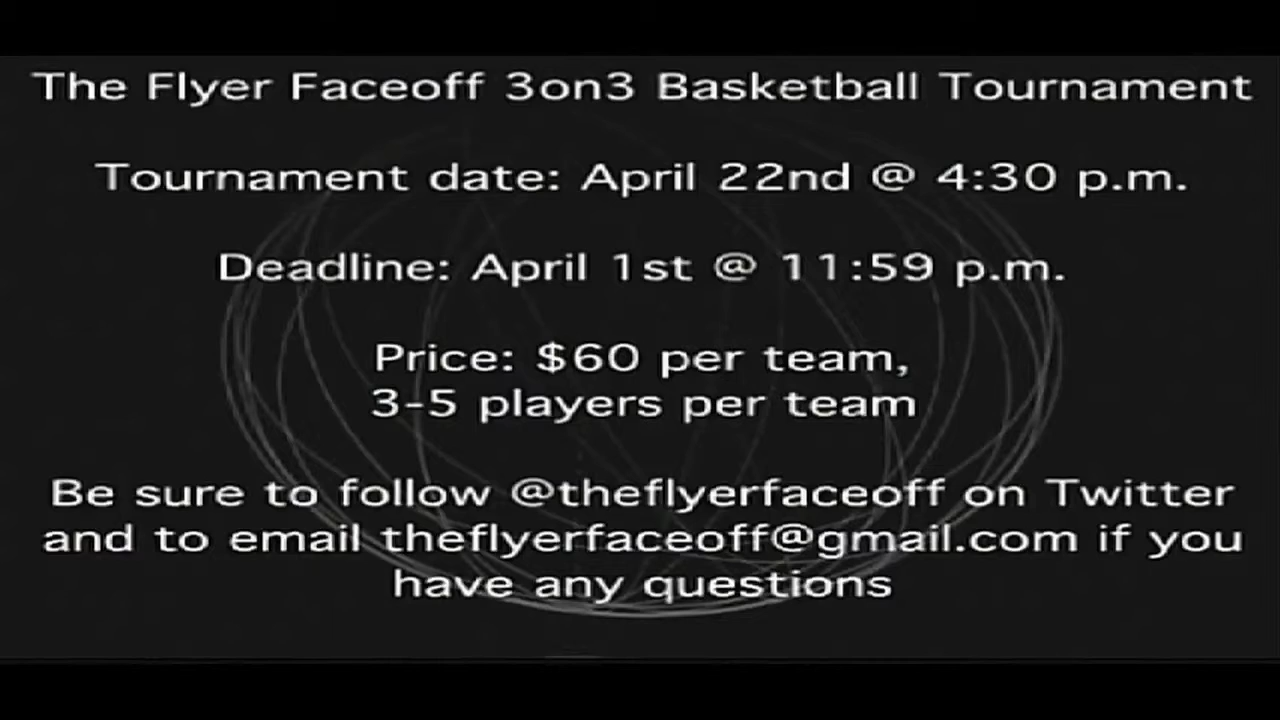 The Flyer Faceoff 3on3 Basketball Tournament
Tournament date: April 22nd @ 4:30 p.m.
Deadline: April 1st @ 11:59 p.m.
Price: $60 per team,
3-5 players per team
Be sure to follow @theflyerfaceoff on Twitter
and to email theflyerfaceoff@gmail.com if you
have any questions